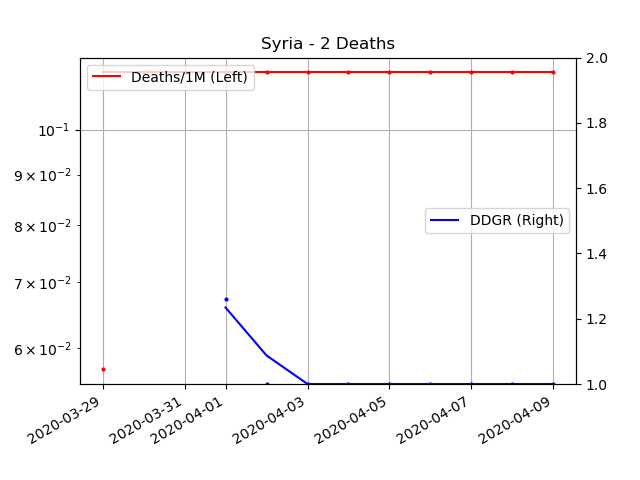 Syria - 2 Deaths
Deaths/1M (Left)
DDGR (Right)
10⁻¹
9 × 10⁻²
8 × 10⁻²
7 × 10⁻²
6 × 10⁻²
2.0
1.8
1.6
1.4
1.2
1.0
2020-03-29
2020-03-31
2020-04-01
2020-04-03
2020-04-05
2020-04-07
2020-04-09